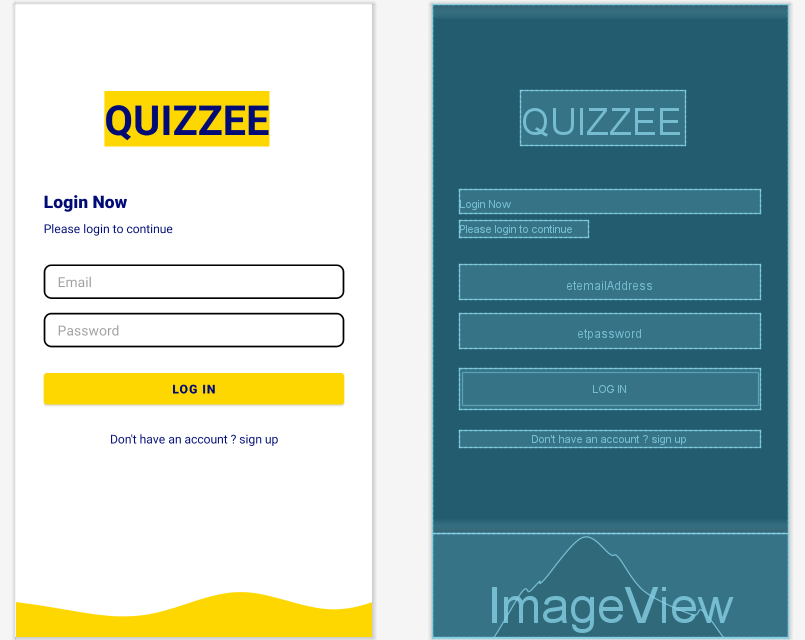 QUIZZEE
Login Now
Please login to continue
Email
Password
LOG IN
Don't have an account ? sign up
QUIZZEE
Login Now
Please login to continue
etemailAddress
etpassword
LOG IN
Don't have an account ? sign up
ImageView